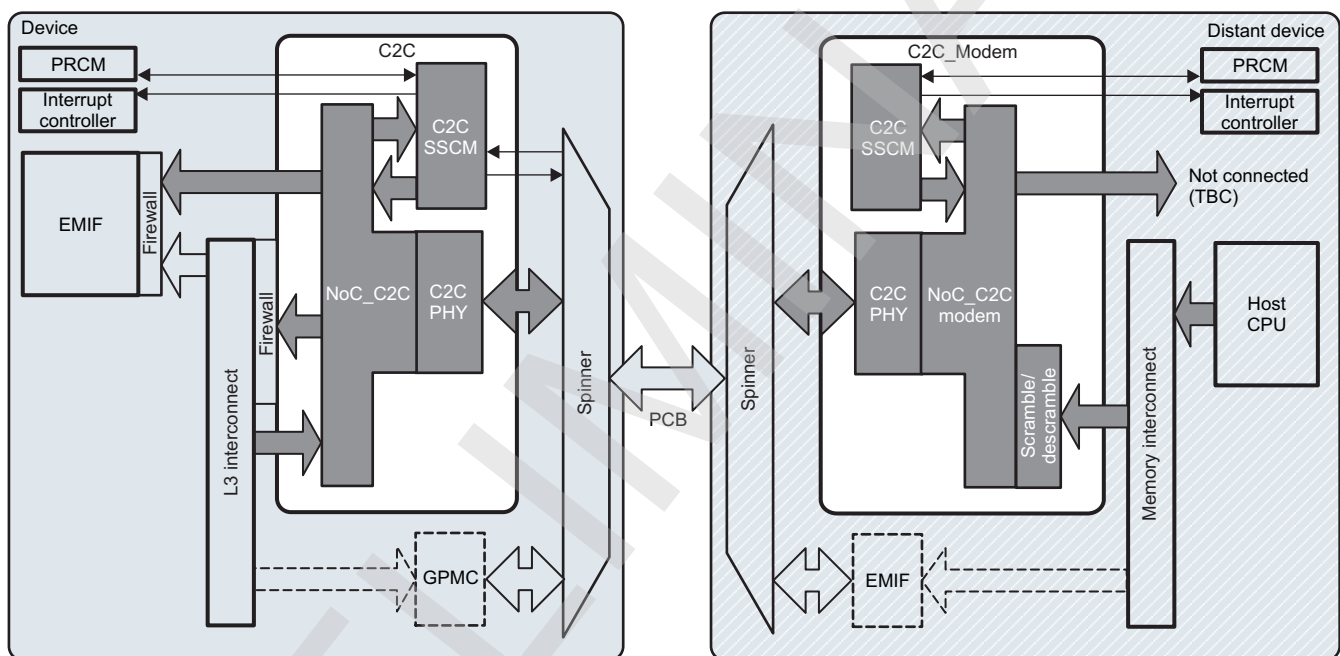 Device
C2C
PRCM
Interrupt
controller
C2C
SSCM
EMIF
Firewall
NoC_C2C
C2C
PHY
Firewall
L3 interconnect
GPMC
Spinner
PCB
Distant device
C2C_Modem
PRCM
Interrupt
controller
C2C
SSCM
Not connected
(TBC)
Spinner
C2C
PHY
NoC_C2C
modem
Host
CPU
Scramble/
descramble
Memory interconnect
EMIF